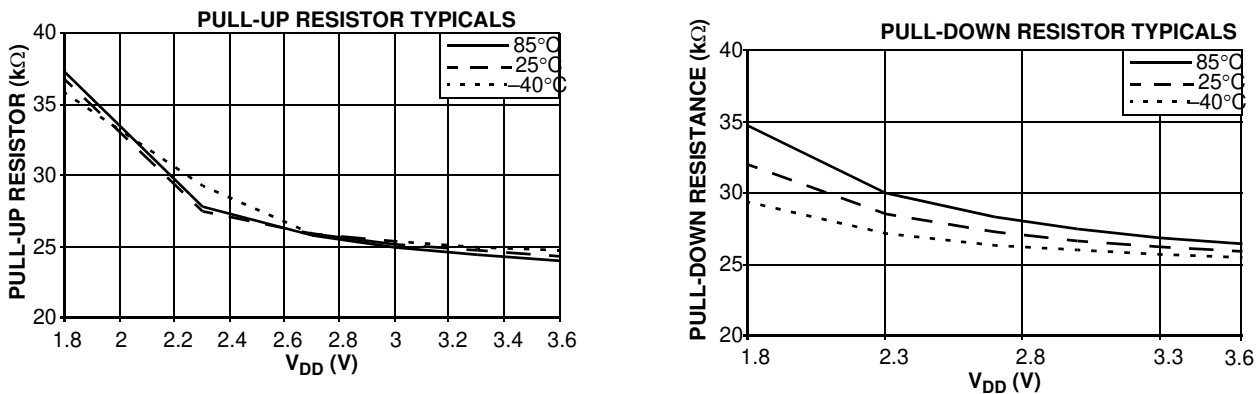 PULL-UP RESISTOR TYPICALS
PULL-UP RESISTOR (kΩ)
40
35
30
25
20
85°C
25°C
–40°C
1.8 2 2.2 2.4 2.6 2.8 3 3.2 3.4 3.6
VDD (V)
PULL-DOWN RESISTOR TYPICALS
PULL-DOWN RESISTANCE (kΩ)
40
35
30
25
20
85°C
25°C
–40°C
1.8 2.3 2.8 3.3 3.6
VDD (V)